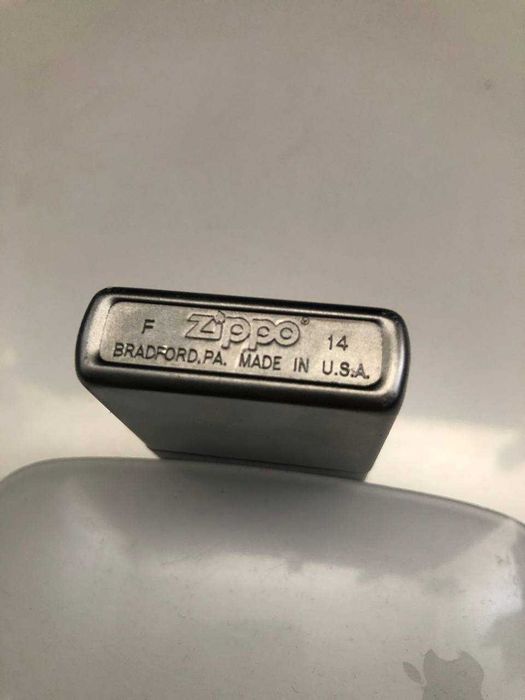 F Zippo® 14
BRADFORD, PA. MADE IN U.S.A.